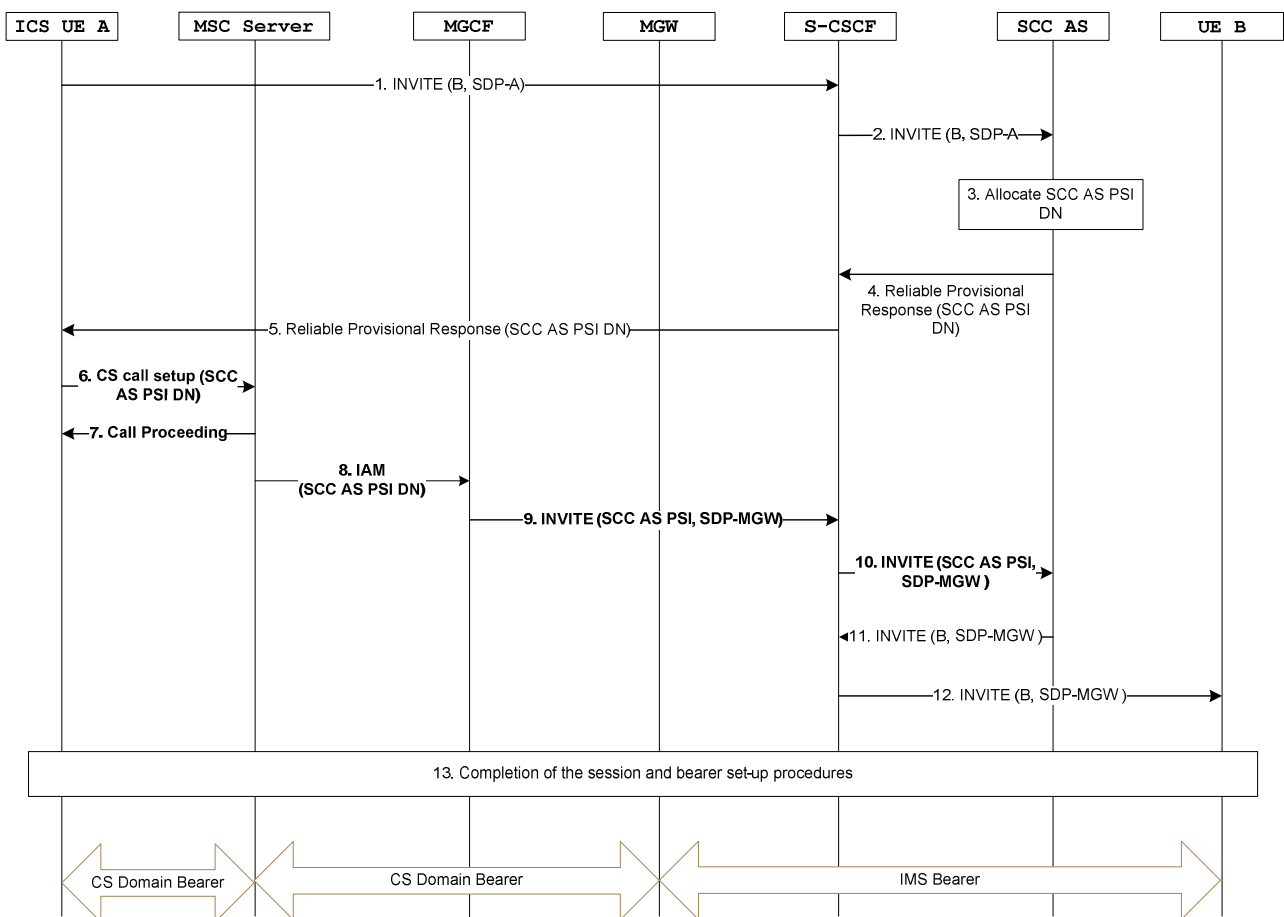 ICS UE A
MSC Server
MGCF
MGW
S-CSCF
SCC AS
UE B
1. INVITE (B, SDP-A)
2. INVITE (B, SDP-A
3. Allocate SCC AS PSI
DN
4. Reliable Provisional
Response (SCC AS PSI
DN)
5. Reliable Provisional Response (SCC AS PSI DN)
6. CS call setup (SCC
AS PSI DN)
7. Call Proceeding
8. IAM
(SCC AS PSI DN)
9. INVITE (SCC AS PSI, SDP-MGW)
10. INVITE (SCC AS PSI,
SDP-MGW )
11. INVITE (B, SDP-MGW )
12. INVITE (B, SDP-MGW )
13. Completion of the session and bearer set-up procedures
CS Domain Bearer
CS Domain Bearer
IMS Bearer